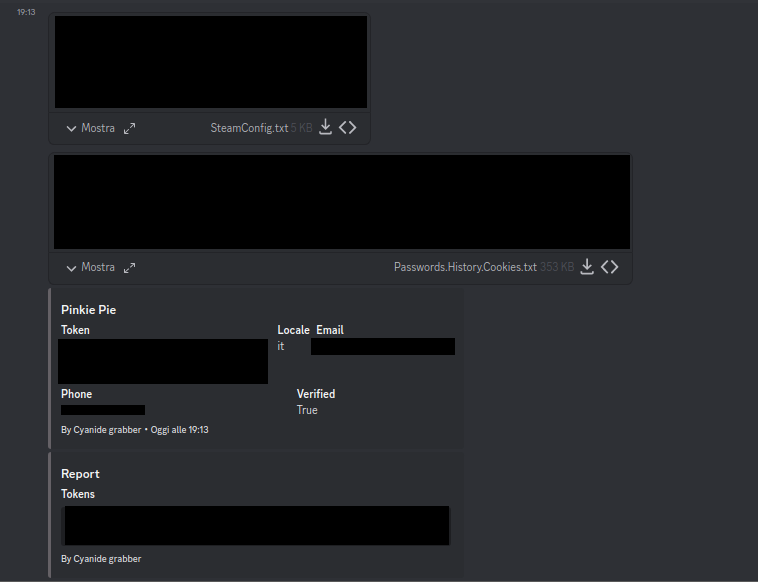 19:13
Mostra
SteamConfig.txt 5 KB
Mostra
Passwords.History.Cookies.txt 353 KB
Pinkie Pie
Token
Locale Email
it
Phone
Verified
True
By Cyanide grabber • Oggi alle 19:13
Report
Tokens
By Cyanide grabber